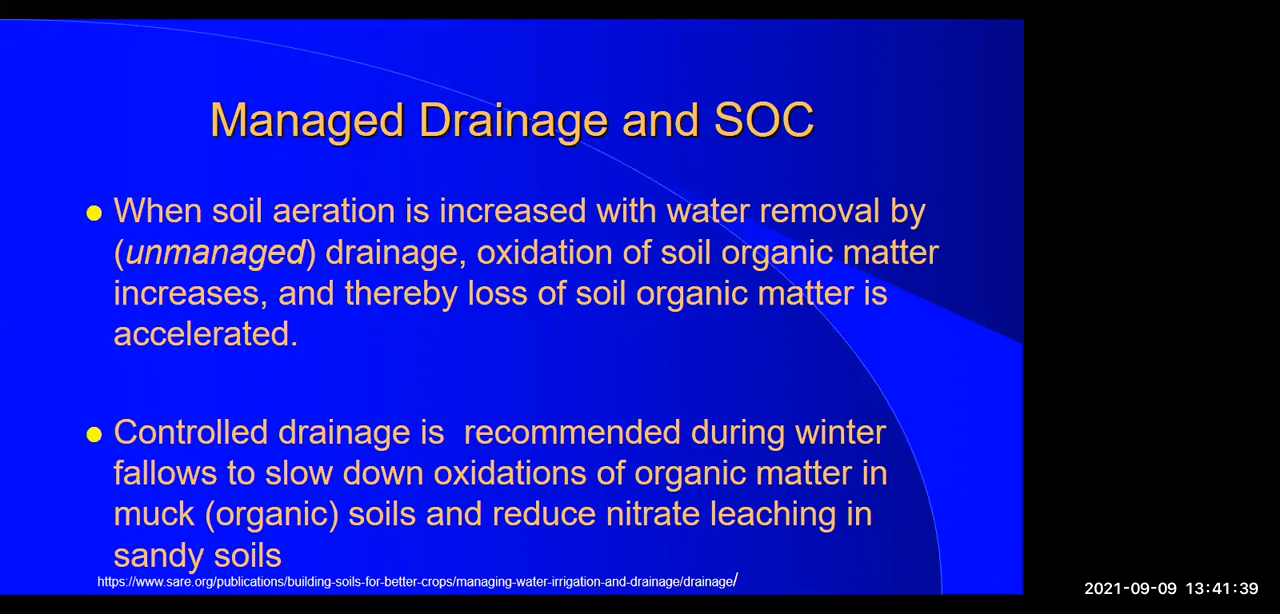 Managed Drainage and SOC
● When soil aeration is increased with water removal by
(unmanaged) drainage, oxidation of soil organic matter
increases, and thereby loss of soil organic matter is
accelerated.
● Controlled drainage is  recommended during winter
fallows to slow down oxidations of organic matter in
muck (organic) soils and reduce nitrate leaching in
sandy soils
https://www.sare.org/publications/building-soils-for-better-crops/managing-water-irrigation-and-drainage/drainage/
2021-09-09 13:41:39